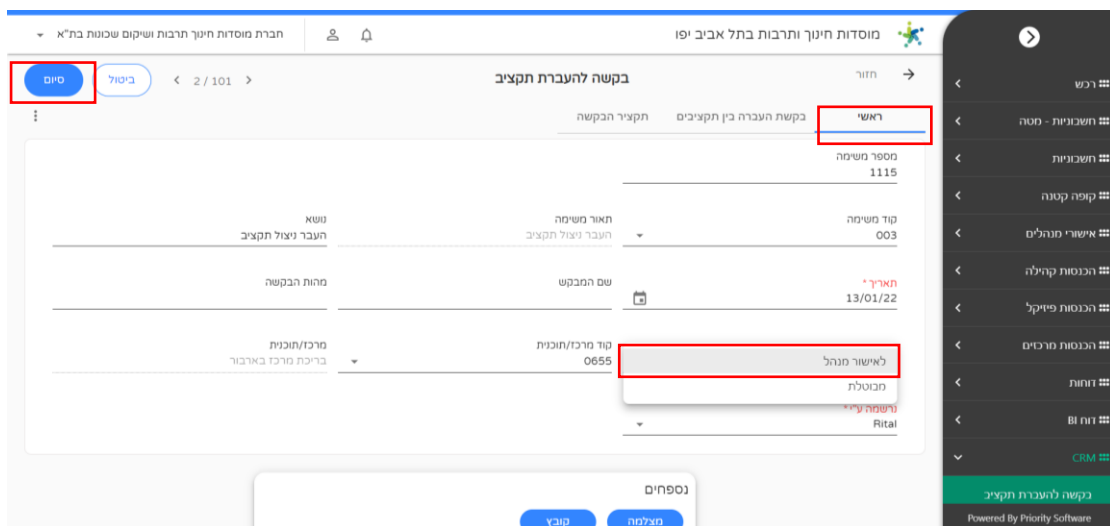 מוסדות חינוך ותרבות בתל אביב יפו
חברת מוסדות חינוך תרבות ושיקום שכונות בת"א
חזור
בקשה להעברת תקציב
2 / 101
ביטול
סיום
ראשי
בקשת העברה בין תקציבים
תקציר הבקשה
מספר משימה
1115
קוד משימה
תאור משימה
נושא
003
העבר ניצול תקציב
העבר ניצול תקציב
תאריך *
שם המבקש
מהות הבקשה
13/01/22
קוד מרכז/תוכנית
מרכז/תוכנית
0655
בריכת מרכז בארבור
לאישור מנהל
מבוטלת
נרשמה ע"י *
Rital
נספחים
מצלמה
קובץ
רכש
חשבוניות - מטה
חשבוניות
קופה קטנה
אישורי מנהלים
הכנסות קהילה
הכנסות פיזיקל
הכנסות מרכזים
דוחות
דוח BI
CRM
בקשה להעברת תקציב
Powered By Priority Software